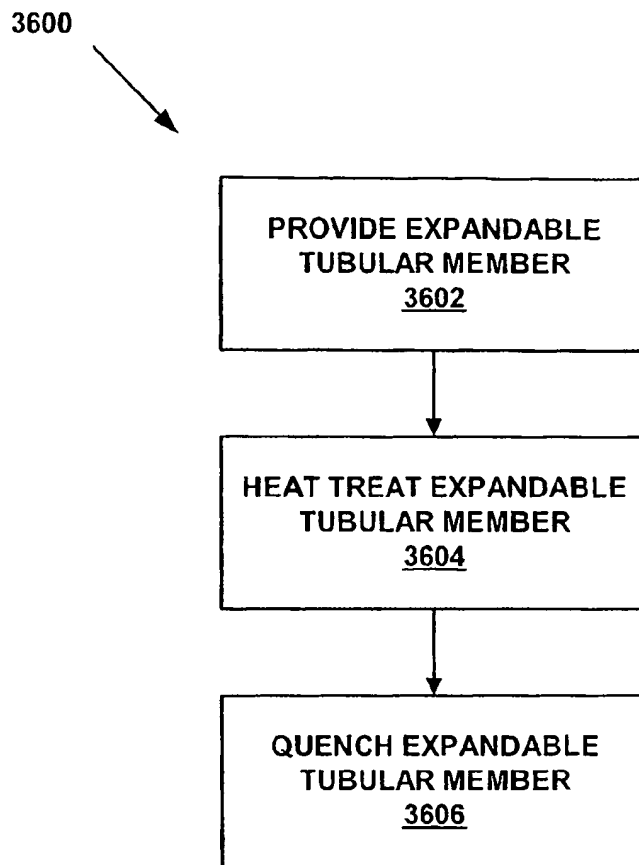 3600
PROVIDE EXPANDABLE
TUBULAR MEMBER
3602
HEAT TREAT EXPANDABLE
TUBULAR MEMBER
3604
QUENCH EXPANDABLE
TUBULAR MEMBER
3606